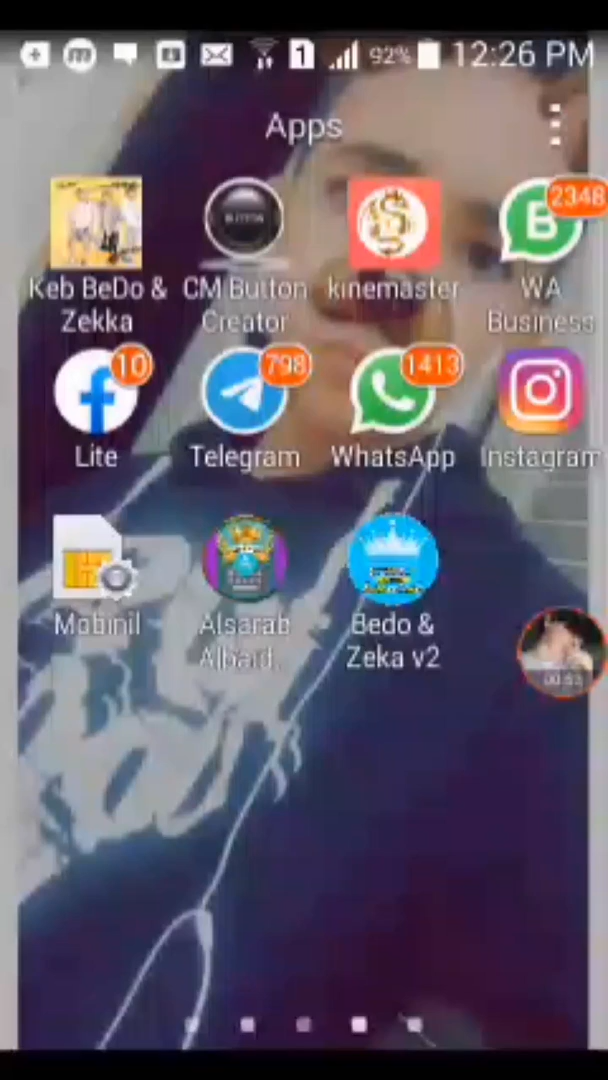 1 92% 12:26 PM
Apps
2348
Keb BeDo & Zekka
CM Button Creator
kinemaster
WA Business
10
798
1413
Lite
Telegram
WhatsApp
Instagram
Mobinil
Alsarab Albard..
Bedo & Zeka v2